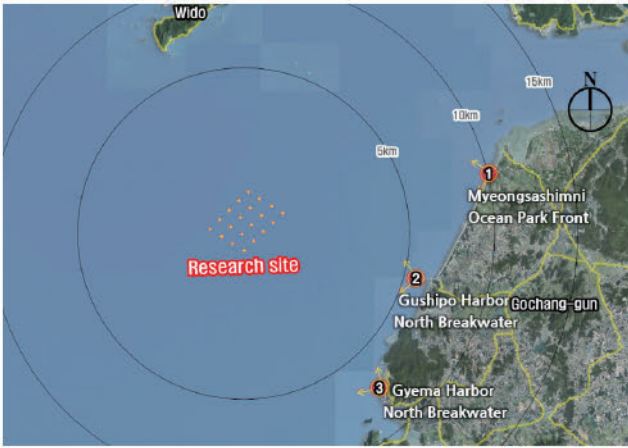 Wido
N
15km
10km
5km
1
Myeongsashimni
Ocean Park Front
Research site
2
Gushipo Harbor
North Breakwater
Gochang-gun
3
Gyema Harbor
North Breakwater